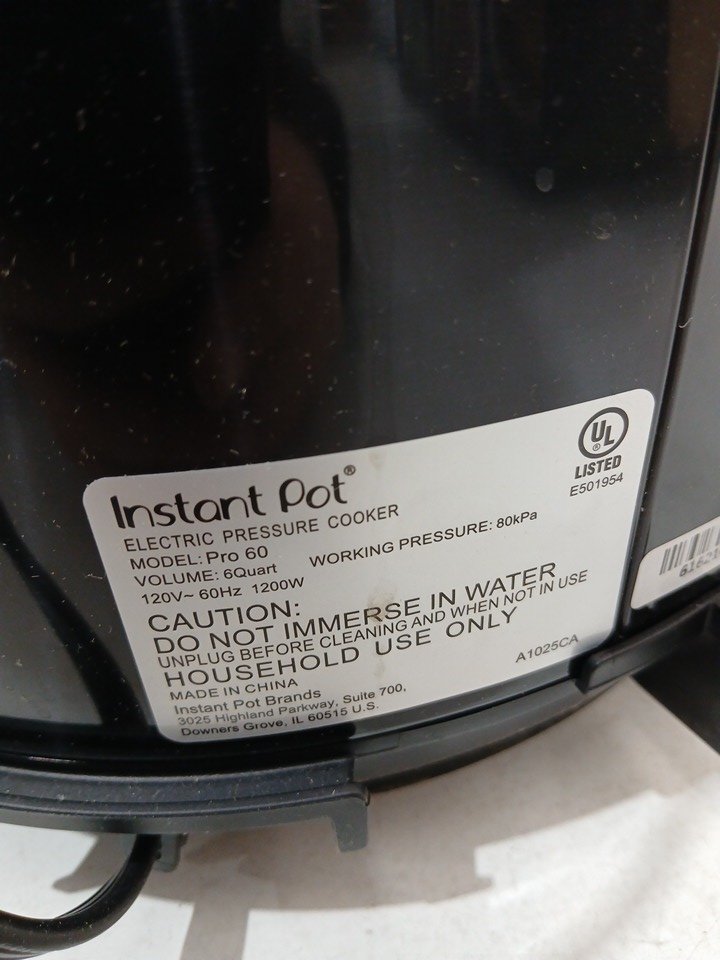 Instant Pot®
ELECTRIC PRESSURE COOKER
MODEL: Pro 60
VOLUME: 6Quart
WORKING PRESSURE: 80kPa
120V~ 60Hz 1200W
UL
LISTED
E501954
CAUTION:
DO NOT IMMERSE IN WATER
UNPLUG BEFORE CLEANING AND WHEN NOT IN USE
HOUSEHOLD USE ONLY
MADE IN CHINA
A1025CA
Instant Pot Brands
3025 Highland Parkway, Suite 700,
Downers Grove, IL 60515 U.S.